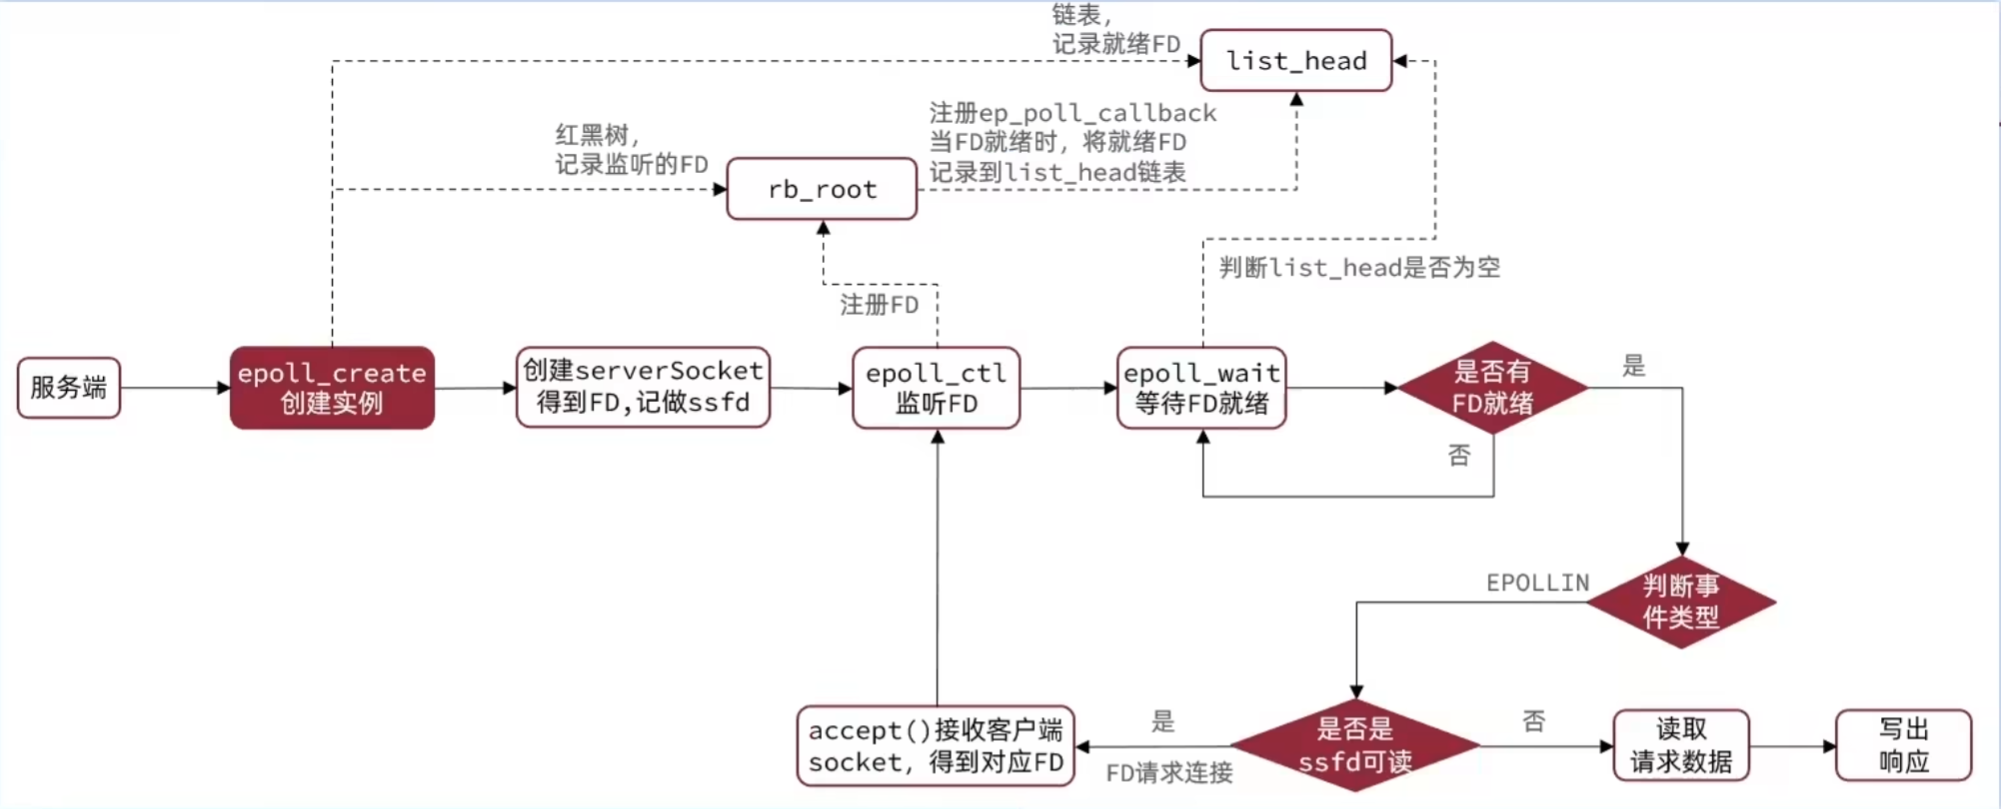 链表，
记录就绪FD
list_head
注册ep_poll_callback
当FD就绪时，将就绪FD
记录到list_head链表
红黑树，
记录监听的FD
rb_root
判断list_head是否为空
注册FD
服务端
epoll_create
创建实例
创建serverSocket
得到FD,记做ssfd
epoll_ctl
监听FD
epoll_wait
等待FD就绪
是否有
FD就绪
是
否
EPOLLIN
判断事
件类型
accept()接收客户端
socket，得到对应FD
是
FD请求连接
是否是
ssfd可读
否
读取
请求数据
写出
响应